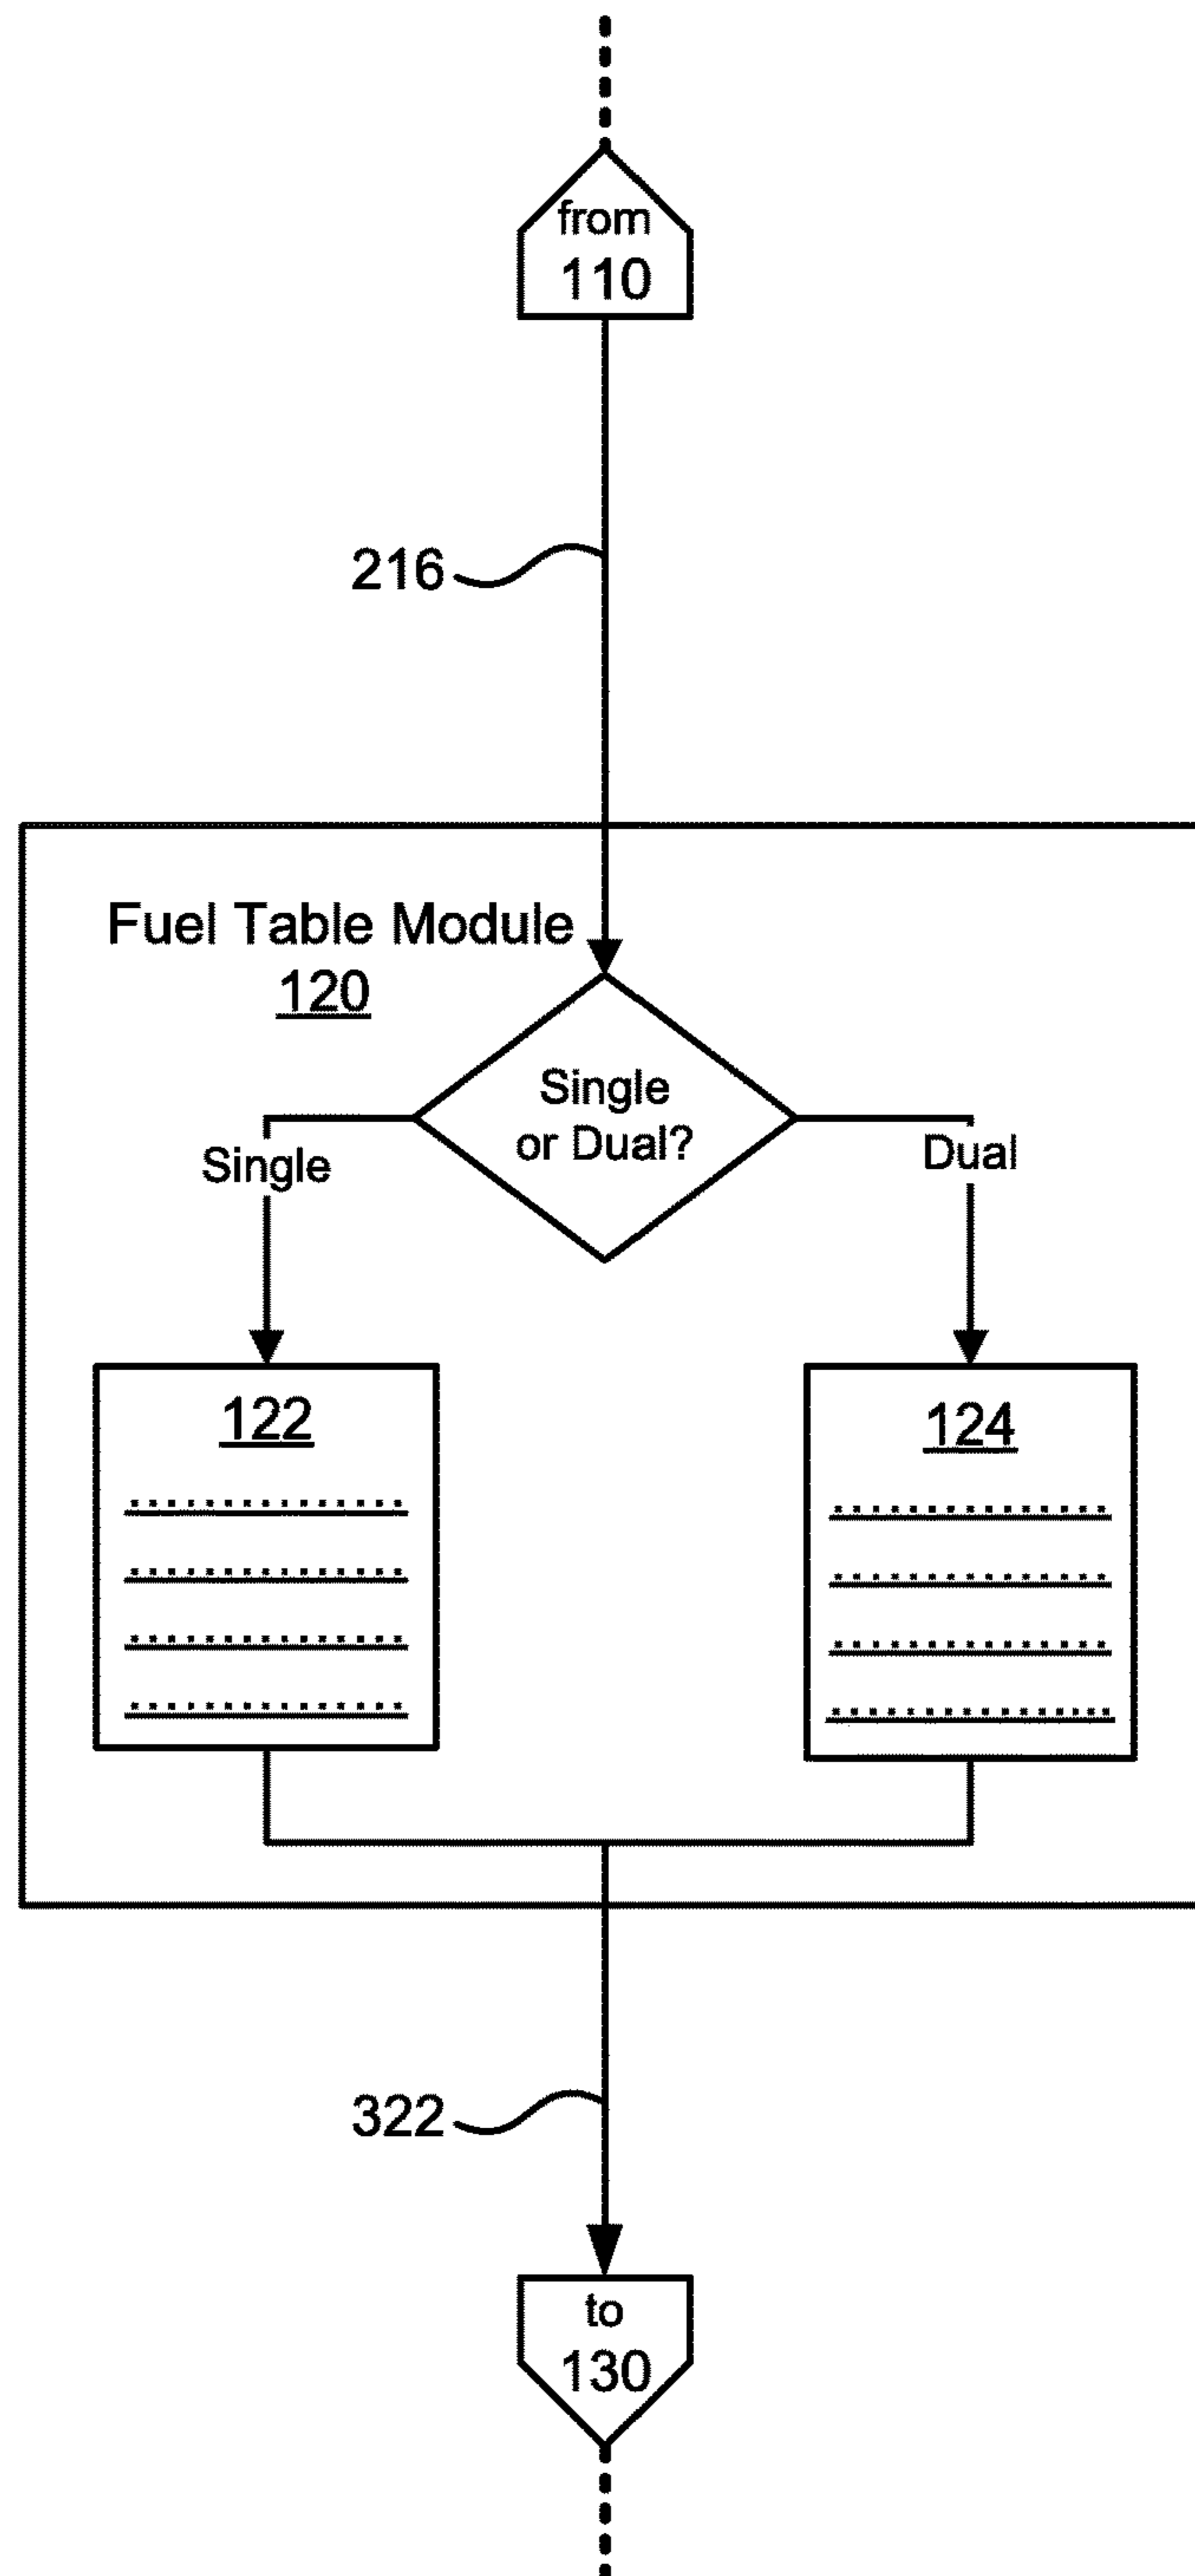 from
110
216
Fuel Table Module
120
Single
or Dual?
Single
Dual
122
124
322
to
130